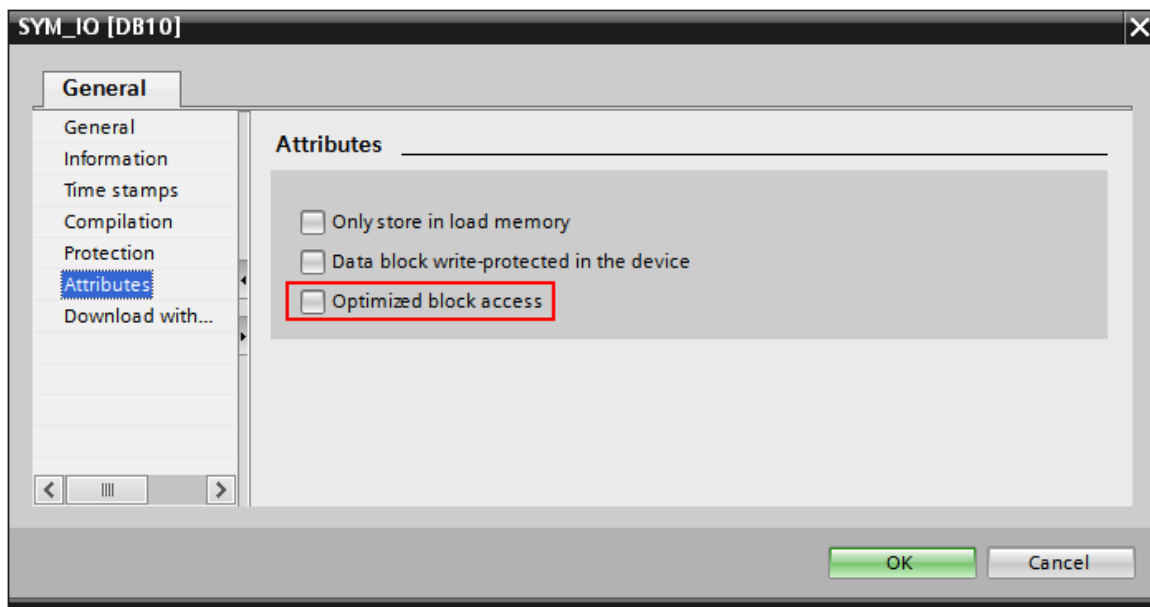 SYM_IO [DB10]
General
General
Information
Time stamps
Compilation
Protection
Attributes
Download with...
Attributes
Only store in load memory
Data block write-protected in the device
Optimized block access
OK
Cancel